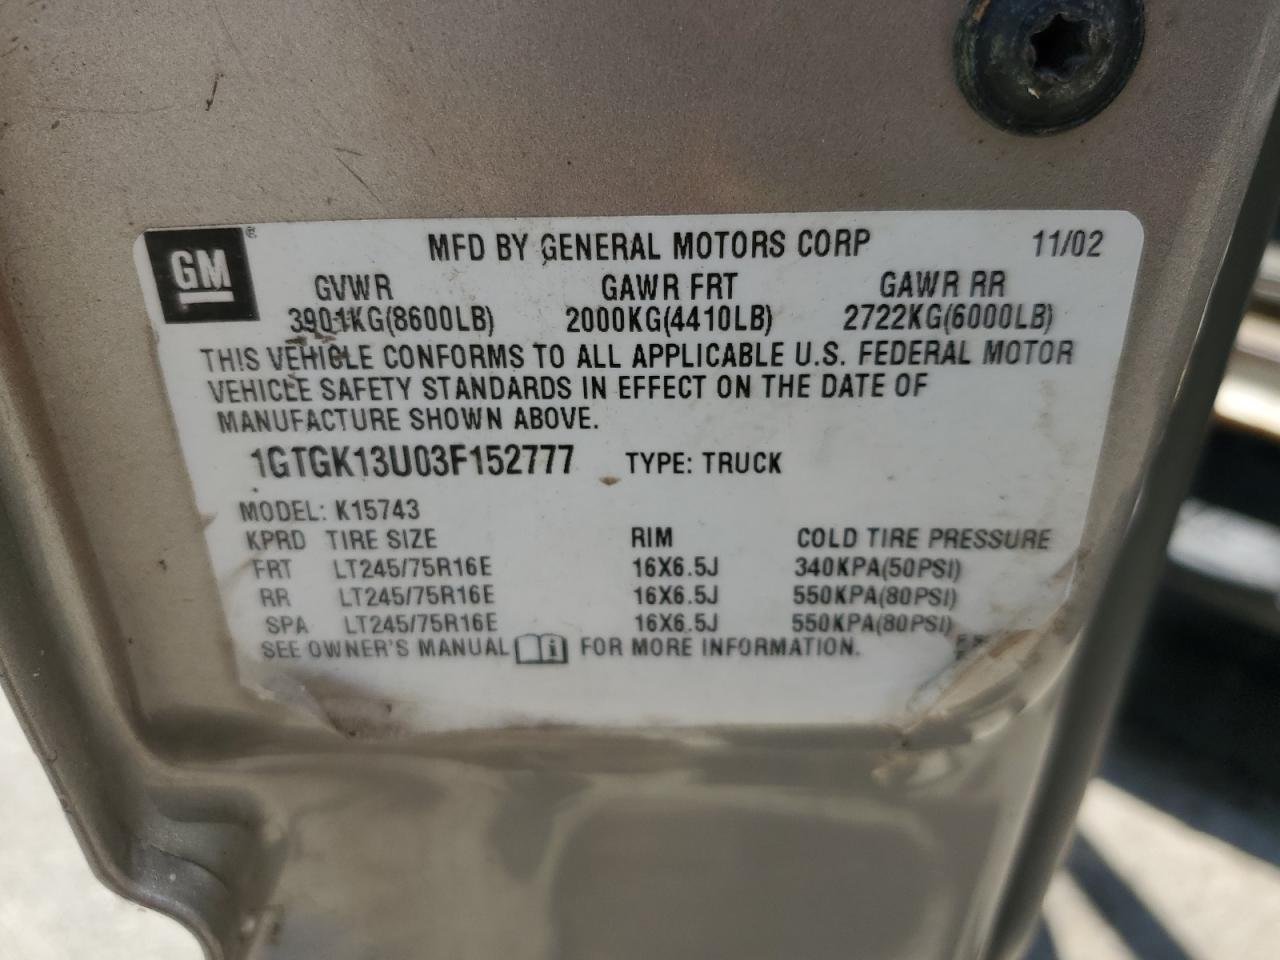 GM ®
MFD BY GENERAL MOTORS CORP 11/02
GVWR GAWR FRT GAWR RR
3901KG(8600LB) 2000KG(4410LB) 2722KG(6000LB)
THIS VEHICLE CONFORMS TO ALL APPLICABLE U.S. FEDERAL MOTOR
VEHICLE SAFETY STANDARDS IN EFFECT ON THE DATE OF
MANUFACTURE SHOWN ABOVE.
1GTGK13U03F152777 TYPE: TRUCK
MODEL: K15743
KPRD TIRE SIZE RIM COLD TIRE PRESSURE
FRT LT245/75R16E 16X6.5J 340KPA(50PSI)
RR LT245/75R16E 16X6.5J 550KPA(80PSI)
SPA LT245/75R16E 16X6.5J 550KPA(80PSI)
SEE OWNER'S MANUAL i FOR MORE INFORMATION.